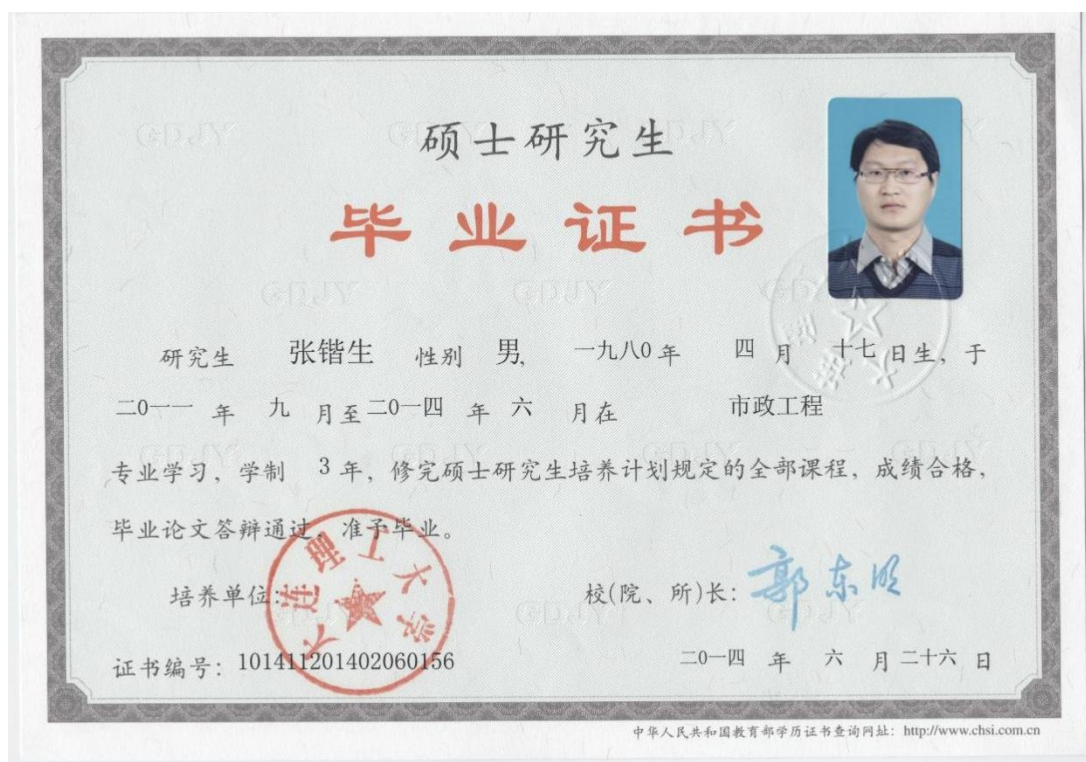 硕士研究生
毕业证书
研究生 张锴生 性别 男, 一九八0年 四月 十七日生, 于
二0一一 年 九 月至二0一四 年 六 月在 市政工程
专业学习, 学制 3 年, 修完硕士研究生培养计划规定的全部课程, 成绩合格,
毕业论文答辩通过, 准予毕业。
培养单位:
大连理工大学
校(院、所)长: 郭东明
证书编号: 101411201402060156
二0一四 年 六 月 二十六 日
中华人民共和国教育部学历证书查询网址: http://www.chsi.com.cn
GDJY